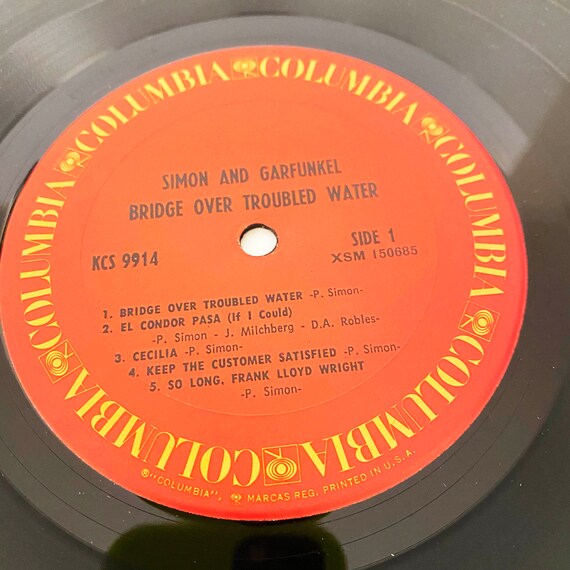 COLUMBIA COLUMBIA COLUMBIA COLUMBIA COLUMBIA COLUMBIA COLUMBIA
SIMON AND GARFUNKEL
BRIDGE OVER TROUBLED WATER
KCS 9914
SIDE 1
XSM 150685
1. BRIDGE OVER TROUBLED WATER -P. Simon-
2. EL CONDOR PASA (If I Could)
-P. Simon - J. Milchberg - D.A. Robles-
3. CECILIA -P. Simon-
4. KEEP THE CUSTOMER SATISFIED -P. Simon-
5. SO LONG, FRANK LLOYD WRIGHT
-P. Simon-
®"COLUMBIA", MARCAS REG. PRINTED IN U.S.A.